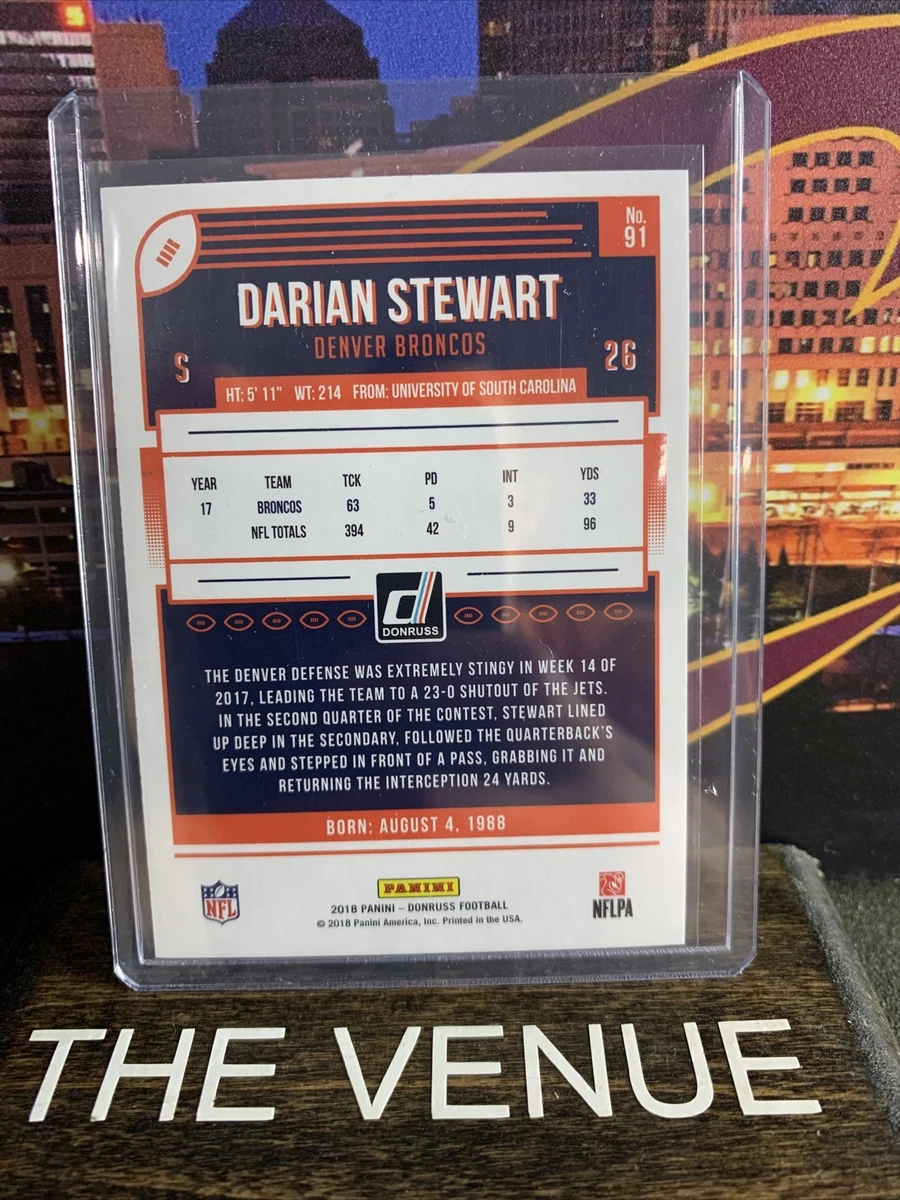 No.
91
DARIAN STEWART
DENVER BRONCOS
S
26
HT: 5' 11" WT: 214 FROM: UNIVERSITY OF SOUTH CAROLINA
YEAR TEAM TCK PD INT YDS
17 BRONCOS 63 5 3 33
NFL TOTALS 394 42 9 96
DONRUSS
THE DENVER DEFENSE WAS EXTREMELY STINGY IN WEEK 14 OF
2017, LEADING THE TEAM TO A 23-0 SHUTOUT OF THE JETS.
IN THE SECOND QUARTER OF THE CONTEST, STEWART LINED
UP DEEP IN THE SECONDARY, FOLLOWED THE QUARTERBACK'S
EYES AND STEPPED IN FRONT OF A PASS, GRABBING IT AND
RETURNING THE INTERCEPTION 24 YARDS.
BORN: AUGUST 4, 1988
NFL
PANINI
2018 PANINI – DONRUSS FOOTBALL
© 2018 Panini America, Inc. Printed in the USA.
NFLPA
THE VENUE